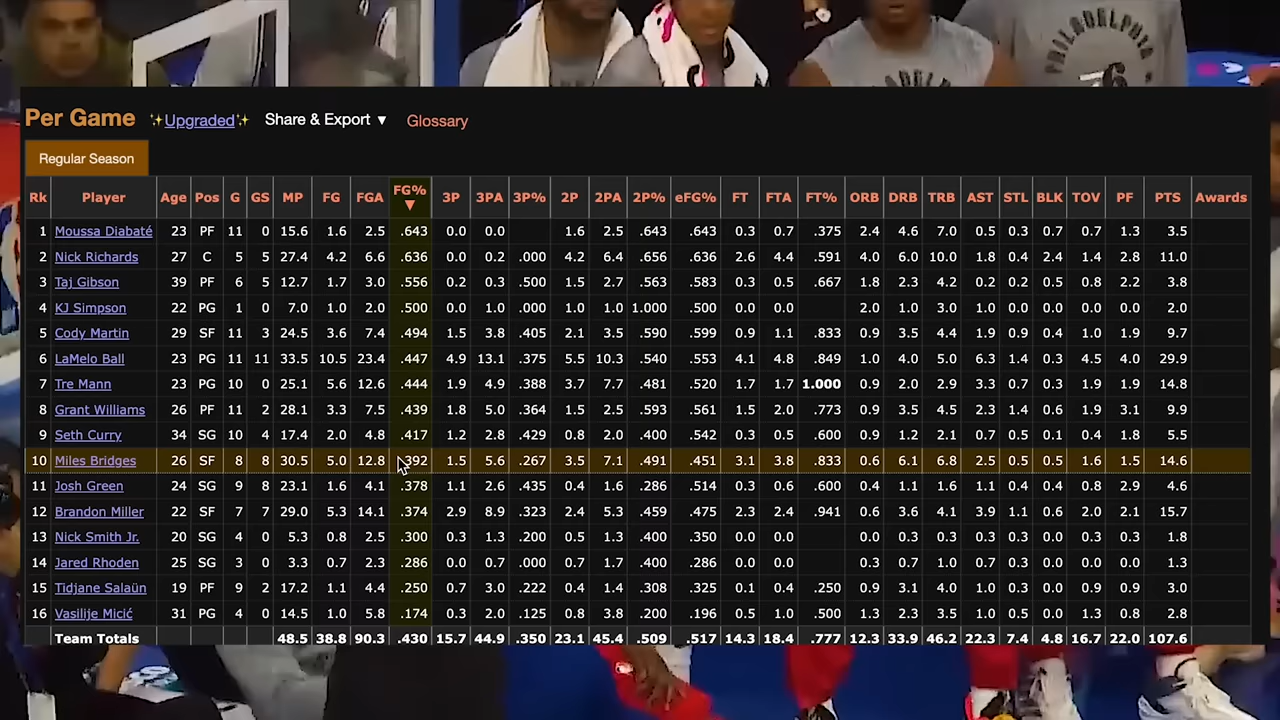 PHILADELPHIA
Per Game ✨Upgraded✨ Share & Export ▼ Glossary
Regular Season
Rk Player Age Pos G GS MP FG FGA FG% ▼ 3P 3PA 3P% 2P 2PA 2P% eFG% FT FTA FT% ORB DRB TRB AST STL BLK TOV PF PTS Awards
1 Moussa Diabaté 23 PF 11 0 15.6 1.6 2.5 .643 0.0 0.0 1.6 2.5 .643 .643 0.3 0.7 .375 2.4 4.6 7.0 0.5 0.3 0.7 0.7 1.3 3.5
2 Nick Richards 27 C 5 5 27.4 4.2 6.6 .636 0.0 0.2 .000 4.2 6.4 .656 .636 2.6 4.4 .591 4.0 6.0 10.0 1.8 0.4 2.4 1.4 2.8 11.0
3 Taj Gibson 39 PF 6 5 12.7 1.7 3.0 .556 0.2 0.3 .500 1.5 2.7 .563 .583 0.3 0.5 .667 1.8 2.3 4.2 0.2 0.2 0.5 0.8 2.2 3.8
4 KJ Simpson 22 PG 1 0 7.0 1.0 2.0 .500 0.0 1.0 .000 1.0 1.0 1.000 .500 0.0 0.0 2.0 1.0 3.0 1.0 0.0 0.0 0.0 0.0 2.0
5 Cody Martin 29 SF 11 3 24.5 3.6 7.4 .494 1.5 3.8 .405 2.1 3.5 .590 .599 0.9 1.1 .833 0.9 3.5 4.4 1.9 0.9 0.4 1.0 1.9 9.7
6 LaMelo Ball 23 PG 11 11 33.5 10.5 23.4 .447 4.9 13.1 .375 5.5 10.3 .540 .553 4.1 4.8 .849 1.0 4.0 5.0 6.3 1.4 0.3 4.5 4.0 29.9
7 Tre Mann 23 PG 10 0 25.1 5.6 12.6 .444 1.9 4.9 .388 3.7 7.7 .481 .520 1.7 1.7 1.000 0.9 2.0 2.9 3.3 0.7 0.3 1.9 1.9 14.8
8 Grant Williams 26 PF 11 2 28.1 3.3 7.5 .439 1.8 5.0 .364 1.5 2.5 .593 .561 1.5 2.0 .773 0.9 3.5 4.5 2.3 1.4 0.6 1.9 3.1 9.9
9 Seth Curry 34 SG 10 4 17.4 2.0 4.8 .417 1.2 2.8 .429 0.8 2.0 .400 .542 0.3 0.5 .600 0.9 1.2 2.1 0.7 0.5 0.1 0.4 1.8 5.5
10 Miles Bridges 26 SF 8 8 30.5 5.0 12.8 .392 1.5 5.6 .267 3.5 7.1 .491 .451 3.1 3.8 .833 0.6 6.1 6.8 2.5 0.5 0.5 1.6 1.5 14.6
11 Josh Green 24 SG 9 8 23.1 1.6 4.1 .378 1.1 2.6 .435 0.4 1.6 .286 .514 0.3 0.6 .600 0.4 1.1 1.6 1.1 0.4 0.4 0.8 2.9 4.6
12 Brandon Miller 22 SF 7 7 29.0 5.3 14.1 .374 2.9 8.9 .323 2.4 5.3 .459 .475 2.3 2.4 .941 0.6 3.6 4.1 3.9 1.1 0.6 2.0 2.1 15.7
13 Nick Smith Jr. 20 SG 4 0 5.3 0.8 2.5 .300 0.3 1.3 .200 0.5 1.3 .400 .350 0.0 0.0 0.3 0.3 0.5 0.8 0.3 0.0 0.3 0.3 1.8
14 Jared Rhoden 25 SG 3 0 3.3 0.7 2.3 .286 0.0 0.7 .000 0.7 1.7 .400 .286 0.0 0.0 0.3 0.7 1.0 0.7 0.3 0.0 0.0 0.0 1.3
15 Tidjane Salaün 19 PF 9 2 17.2 1.1 4.4 .250 0.7 3.0 .222 0.4 1.4 .308 .325 0.1 0.4 .250 0.9 3.1 4.0 1.0 0.3 0.0 0.9 0.9 3.0
16 Vasilije Micić 31 PG 4 0 14.5 1.0 5.8 .174 0.3 2.0 .125 0.8 3.8 .200 .196 0.5 1.0 .500 1.3 2.3 3.5 1.0 0.5 0.0 1.3 0.8 2.8
Team Totals 48.5 38.8 90.3 .430 15.7 44.9 .350 23.1 45.4 .509 .517 14.3 18.4 .777 12.3 33.9 46.2 22.3 7.4 4.8 16.7 22.0 107.6